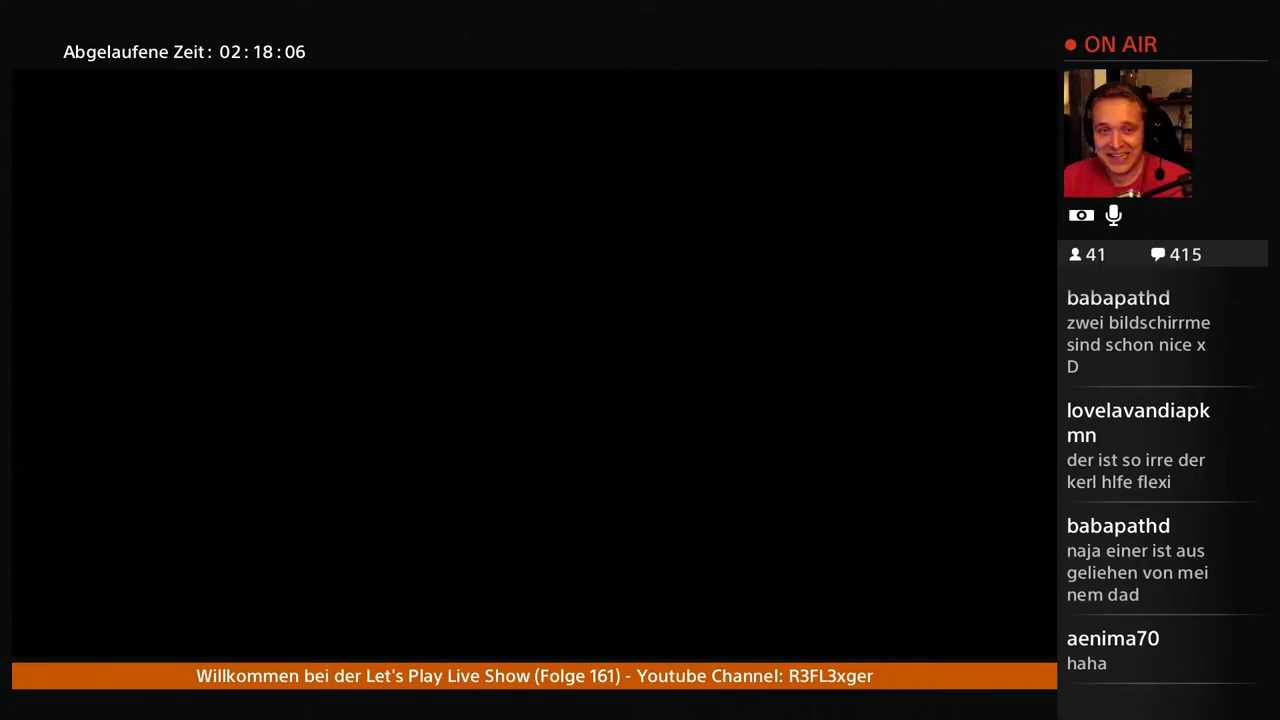 Abgelaufene Zeit: 02:18:06
ON AIR
41 415
babapathd
zwei bildschirrme
sind schon nice x
D
lovelavandiapk
mn
der ist so irre der
kerl hlfe flexi
babapathd
naja einer ist aus
geliehen von mei
nem dad
aenima70
haha
Willkommen bei der Let's Play Live Show (Folge 161) - Youtube Channel: R3FL3xger